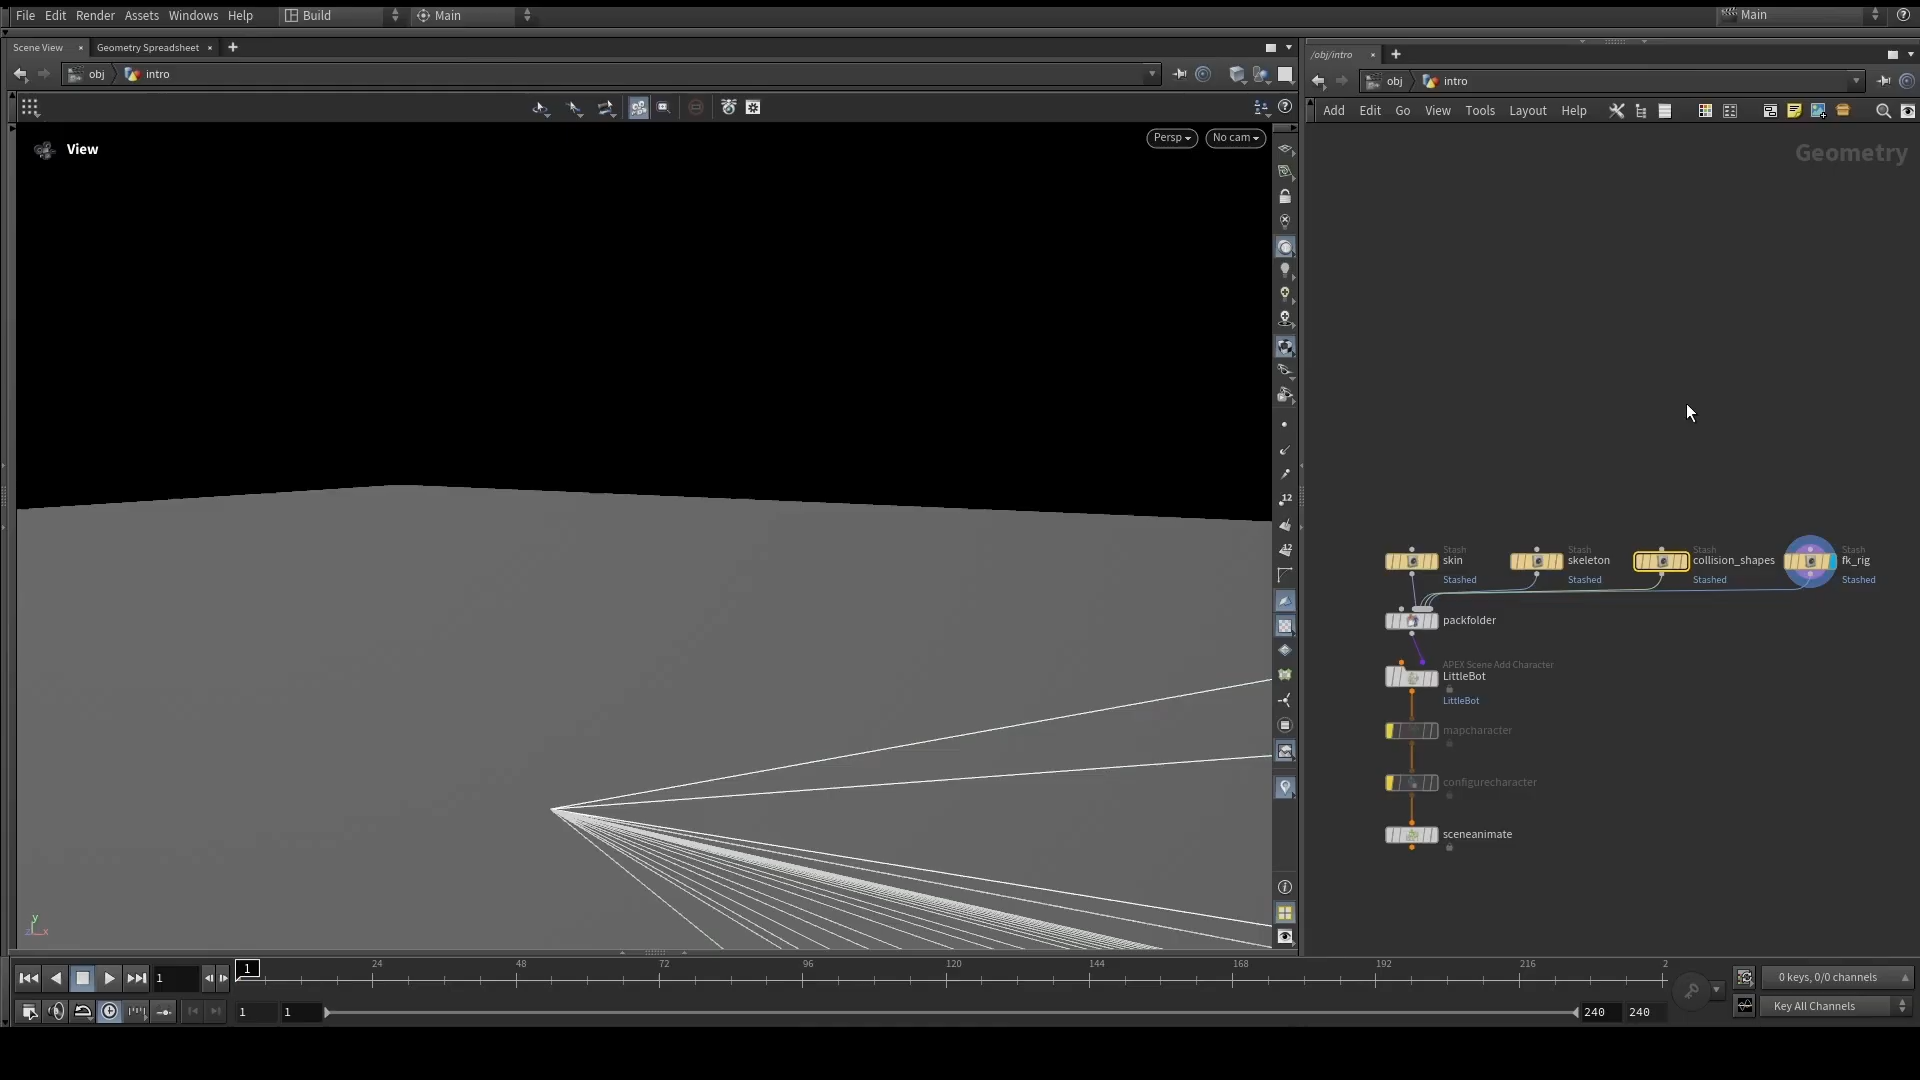 File Edit Render Assets Windows Help Build Main Main
Scene View Geometry Spreadsheet
/obj/intro
obj intro
obj intro
Add Edit Go View Tools Layout Help
View
Persp No cam
Geometry
12
12
Stash Stash Stash Stash
skin skeleton collision_shapes fk_rig
Stashed Stashed Stashed Stashed
packfolder
APEX Scene Add Character
LittleBot
LittleBot
mapcharacter
configurecharacter
sceneanimate
y
z x
1 1 24 48 72 96 120 144 168 192 216 2
0 keys, 0/0 channels
1 1 240 240
Key All Channels